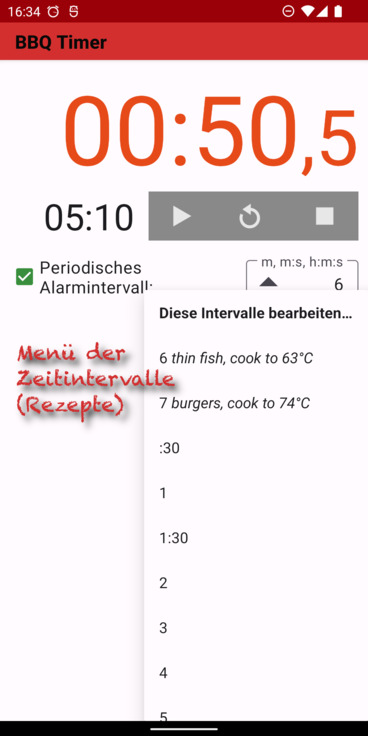 16:34
BBQ Timer
00:50,5
05:10
Periodisches
Alarmintervall:
m, m:s, h:m:s
6
Diese Intervalle bearbeiten…
6 thin fish, cook to 63°C
7 burgers, cook to 74°C
Menü der
Zeitintervalle
(Rezepte)
:30
1
1:30
2
3
4
5